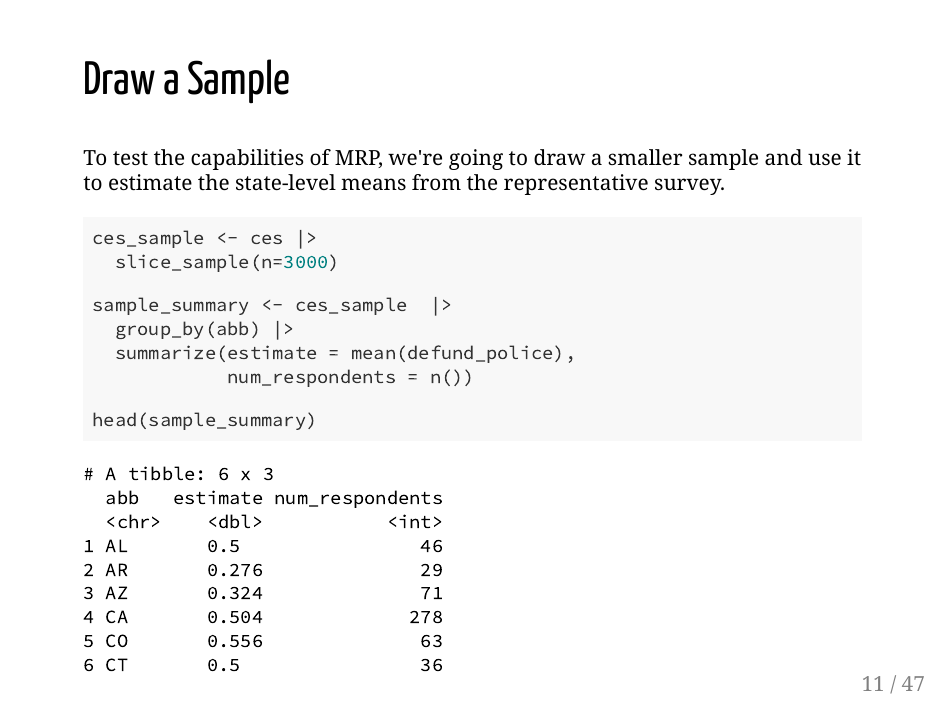 Draw a Sample
To test the capabilities of MRP, we're going to draw a smaller sample and use it
to estimate the state-level means from the representative survey.
ces_sample <- ces |>
  slice_sample(n=3000)
sample_summary <- ces_sample  |>
  group_by(abb) |>
  summarize(estimate = mean(defund_police),
            num_respondents = n())
head(sample_summary)
# A tibble: 6 x 3
  abb   estimate num_respondents
  <chr>    <dbl>           <int>
1 AL       0.5                46
2 AR       0.276              29
3 AZ       0.324              71
4 CA       0.504             278
5 CO       0.556              63
6 CT       0.5                36
11 / 47